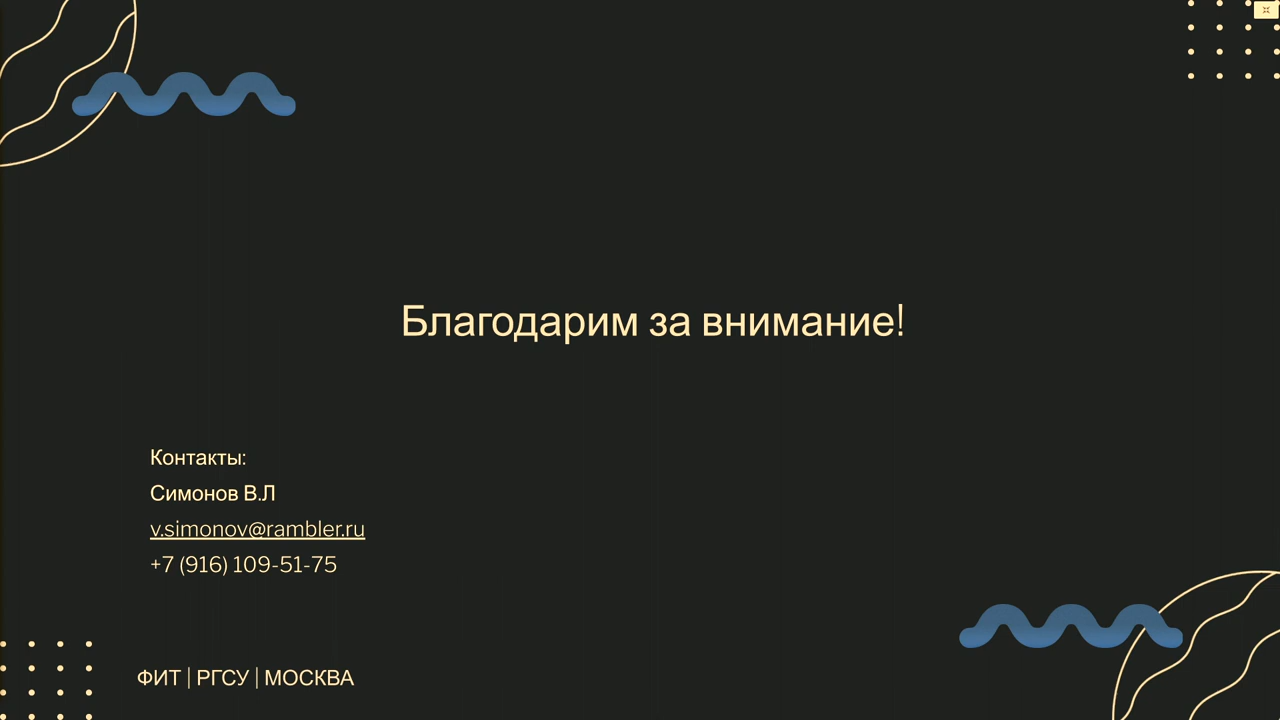 Благодарим за внимание!
Контакты:
Симонов В.Л
v.simonov@rambler.ru
+7 (916) 109-51-75
ФИТ | РГСУ | МОСКВА